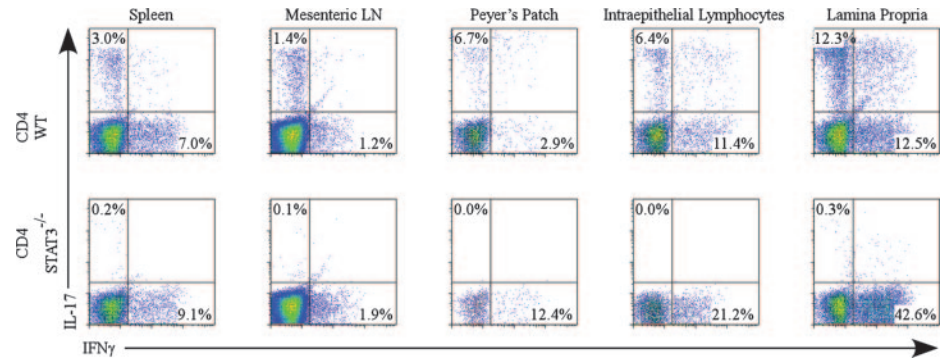 Spleen Mesenteric LN Peyer's Patch Intraepithelial Lymphocytes Lamina Propria
3.0% 1.4% 6.7% 6.4% 12.3%
CD4
WT
7.0% 1.2% 2.9% 11.4% 12.5%
0.2% 0.1% 0.0% 0.0% 0.3%
CD4
STAT3-/-
9.1% 1.9% 12.4% 21.2% 42.6%
IL-17
IFNγ